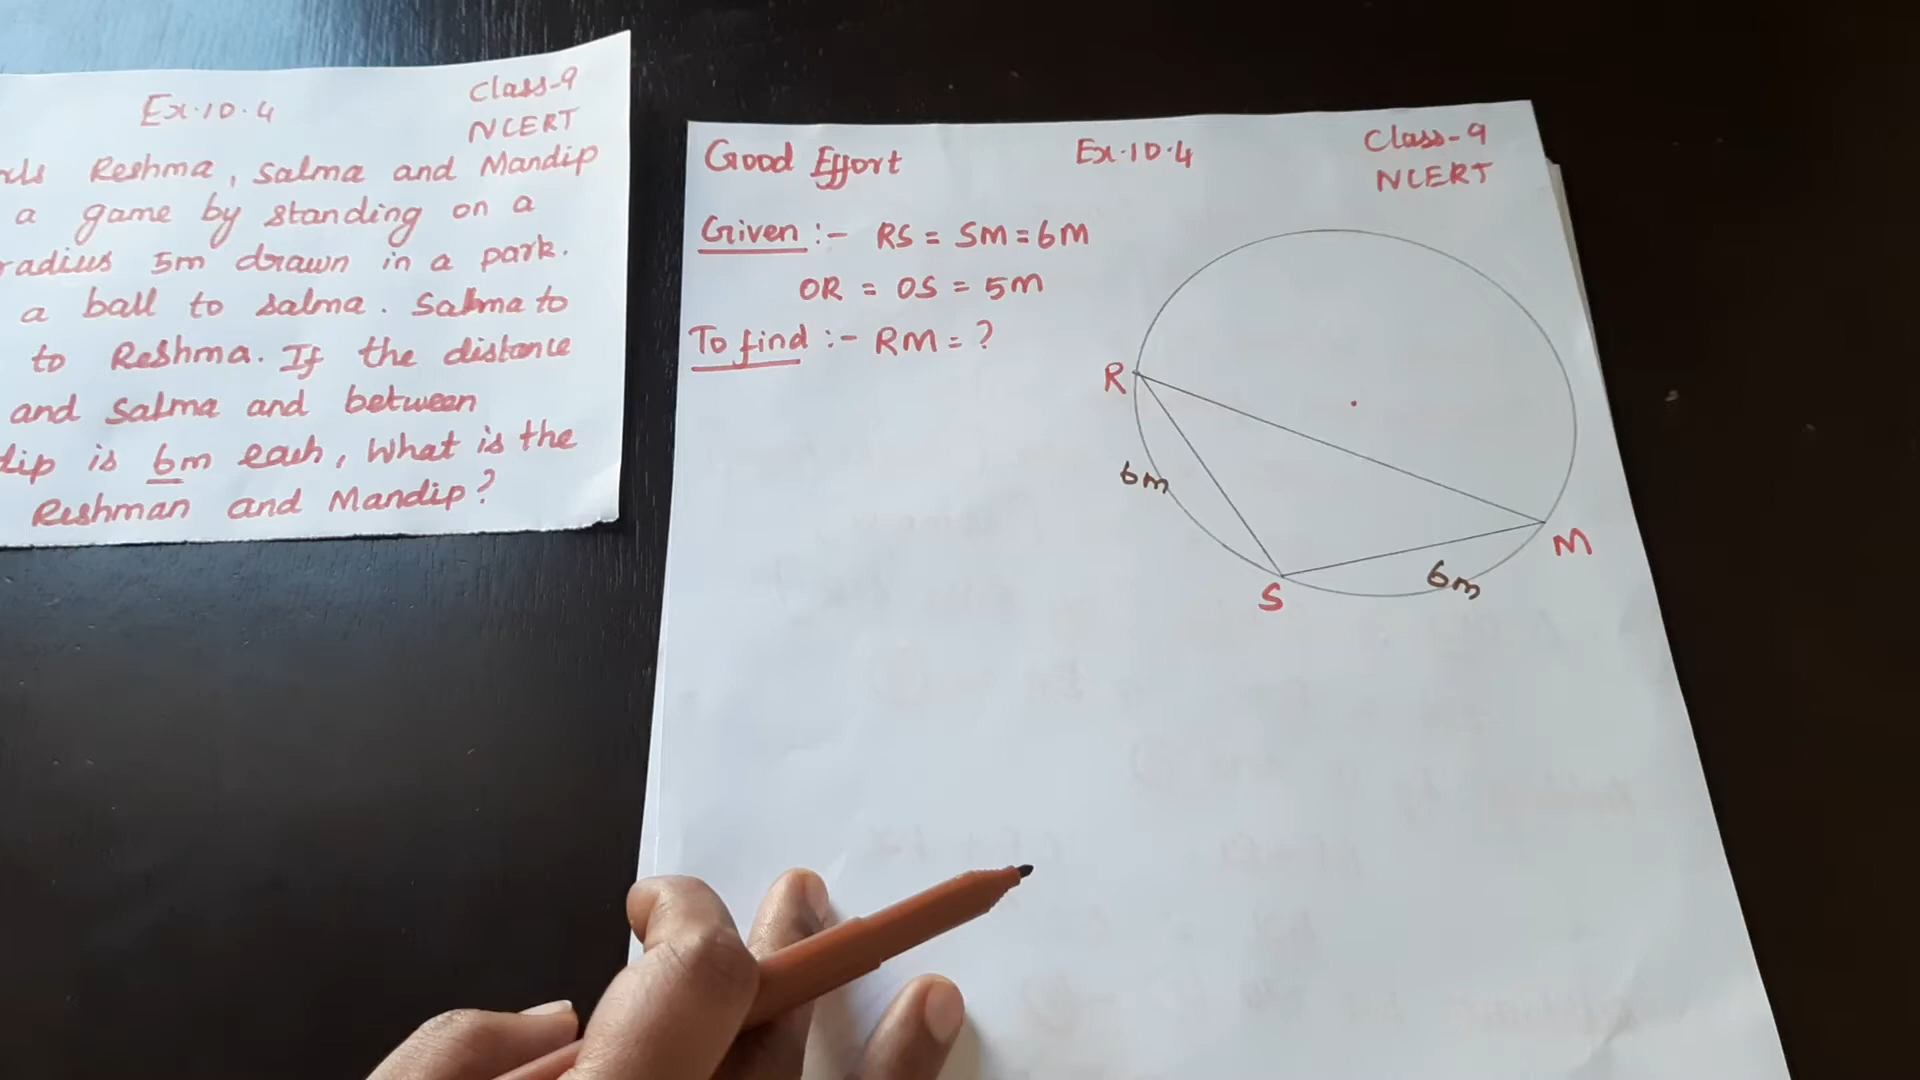 Ex.10.4
Class-9
NCERT
Reshma, Salma and Mandip
a game by standing on a
radius 5m drawn in a park.
a ball to Salma. Salma to
to Reshma. If the distance
and Salma and between
is 6m each, What is the
Reshman and Mandip?
Good Effort
Ex.10.4
Class-9
NCERT
Given :- RS = SM = 6M
OR = OS = 5M
To find :- RM = ?
R
6m
M
6m
S